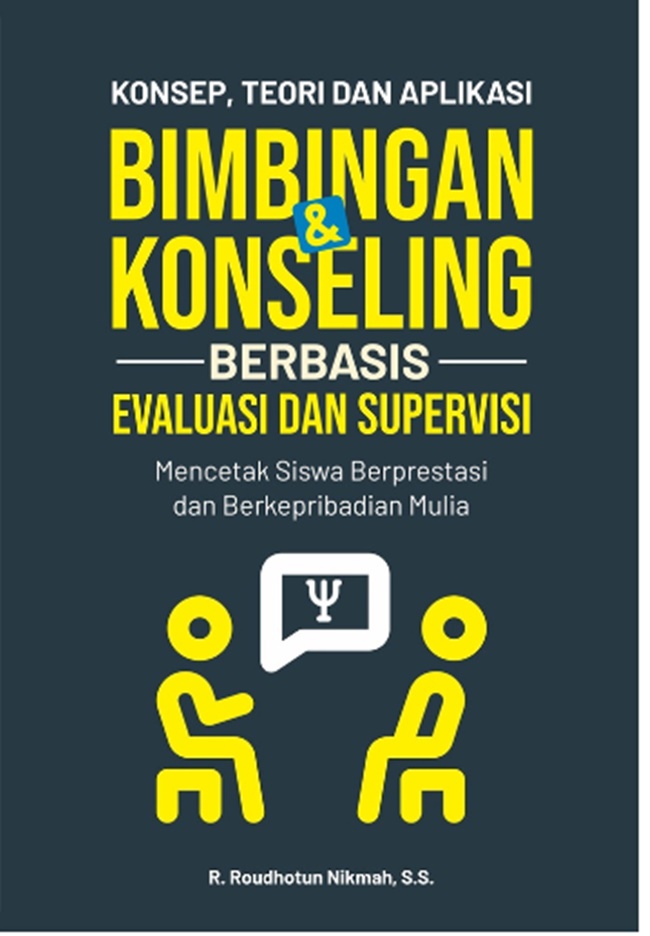 KONSEP, TEORI DAN APLIKASI
BIMBINGAN
&
KONSELING
BERBASIS
EVALUASI DAN SUPERVISI
Mencetak Siswa Berprestasi
dan Berkepribadian Mulia
Ψ
R. Roudhotun Nikmah, S.S.